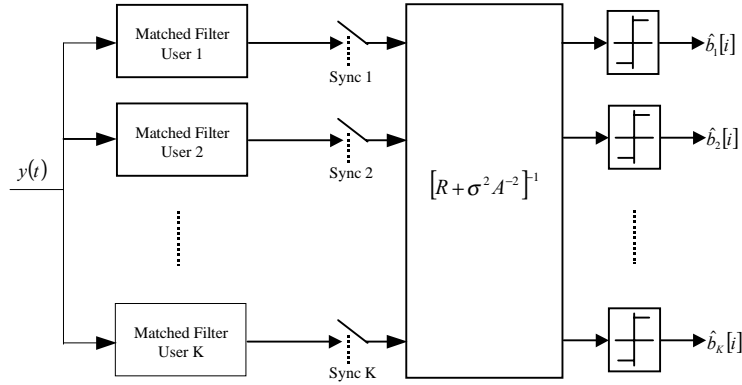 Matched Filter
User 1
Sync 1
b̂₁[i]
Matched Filter
User 2
Sync 2
b̂₂[i]
y(t)
[R + σ² A⁻²]⁻¹
Matched Filter
User K
Sync K
b̂_K[i]